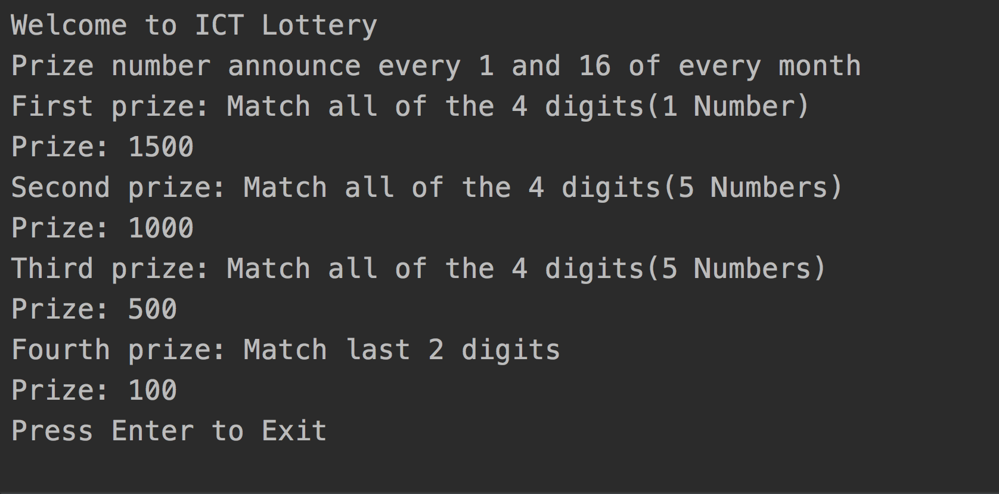 Welcome to ICT Lottery
Prize number announce every 1 and 16 of every month
First prize: Match all of the 4 digits(1 Number)
Prize: 1500
Second prize: Match all of the 4 digits(5 Numbers)
Prize: 1000
Third prize: Match all of the 4 digits(5 Numbers)
Prize: 500
Fourth prize: Match last 2 digits
Prize: 100
Press Enter to Exit